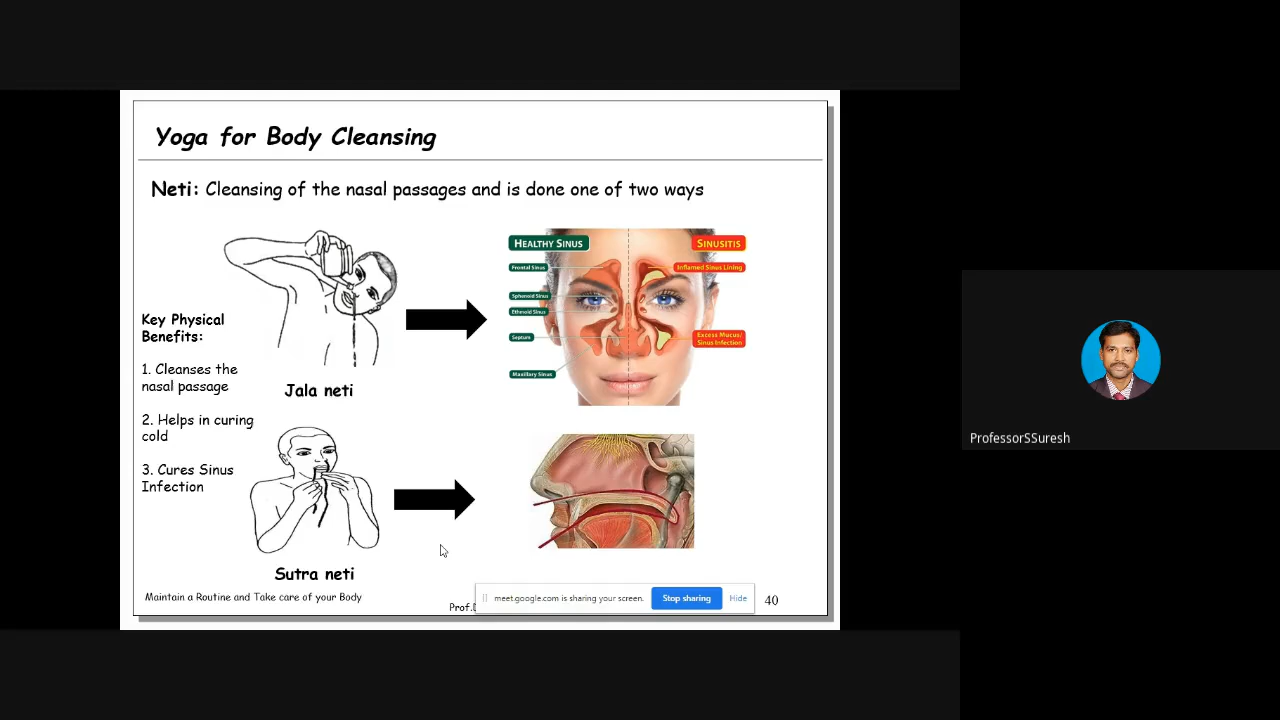 Yoga for Body Cleansing
Neti: Cleansing of the nasal passages and is done one of two ways
Key Physical
Benefits:
1. Cleanses the
nasal passage
2. Helps in curing
cold
3. Cures Sinus
Infection
Jala neti
HEALTHY SINUS
SINUSITIS
Frontal Sinus
Inflamed Sinus Lining
Sphenoid Sinus
Ethmoid Sinus
Septum
Excess Mucus/
Sinus Infection
Maxillary Sinus
Sutra neti
Maintain a Routine and Take care of your Body
Prof.D
meet.google.com is sharing your screen.
Stop sharing
Hide
40
ProfessorSSuresh